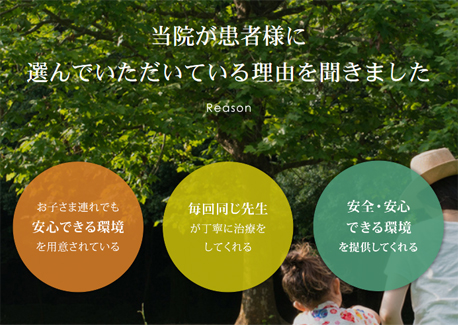 当院が患者様に
選んでいただいている理由を聞きました
Reason
お子さま連れでも
安心できる環境
を用意されている
毎回同じ先生
が丁寧に治療を
してくれる
安全・安心
できる環境
を提供してくれる